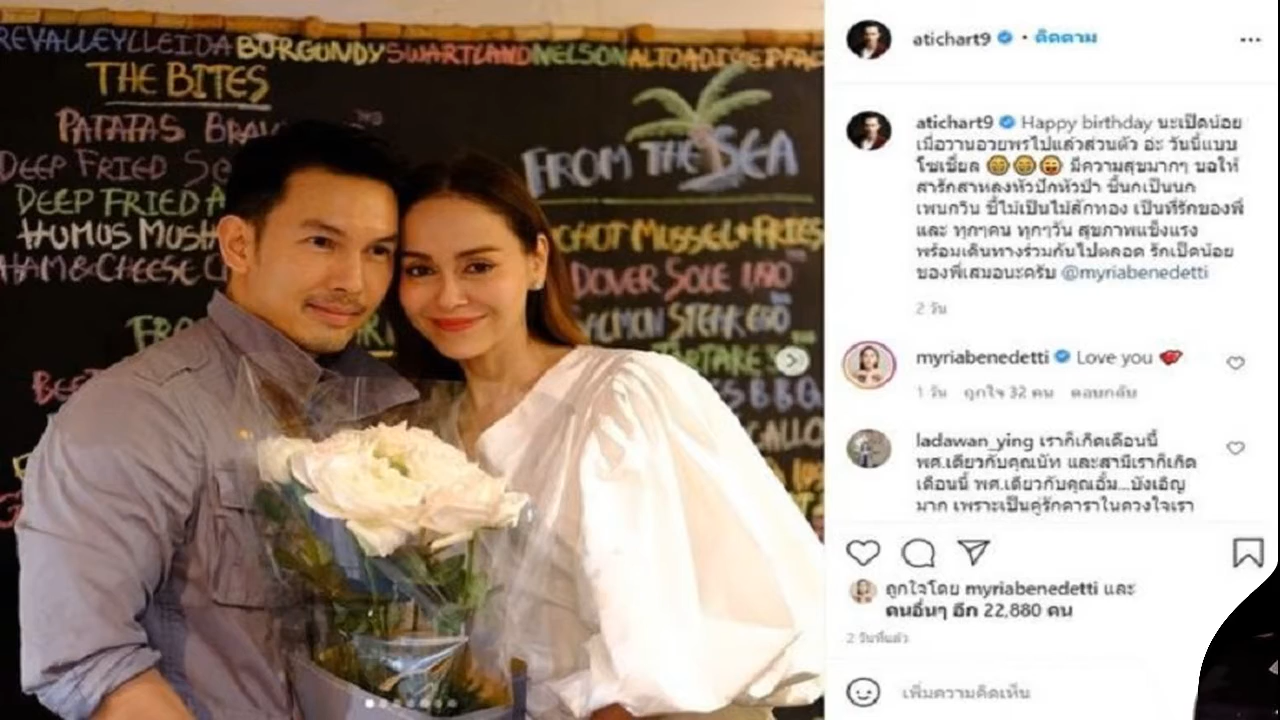 REVALLEYLLEIDA BURGUNDY SWARTLAND NELSON ALTOADIGE PFAL
THE BITES
PATATAS BRAV
DEEP FRIED SQ
DEEP FRIED A
HUMUS MUSH
HAM & CHEESE C
FROM THE SEA
CHOT MUSSEL + FRIES
DOVER SOLE
SALMON STEAK
TARTARE
BBQ
GALLO
atichart9 • ติดตาม
atichart9 Happy birthday นะเป็ดน้อย
เมื่อวานอวยพรไปแล้วส่วนตัว อ่ะ วันนี้แบบ
โซเชี่ยล 😂😂😝 มีความสุขมากๆ ขอให้
สารักสาหลงหัวปักหัวปำ ชี้นกเป็นนก
เพนกวิน ชี้ไม้เป็นไม้สักทอง เป็นที่รักของพี่
และ ทุกๆคน ทุกๆวัน สุขภาพแข็งแรง
พร้อมเดินทางร่วมกันไปตลอด รักเป็ดน้อย
ของพี่เสมอนะครับ @myriabenedetti
2 วัน
myriabenedetti Love you 💋
1 วัน ถูกใจ 32 คน ตอบกลับ
ladawan_ying เราก็เกิดเดือนนี้
พศ.เดียวกับคุณนัท และสามีเราก็เกิด
เดือนนี้ พศ.เดียวกับคุณอั้ม...บังเอิญ
มาก เพราะเป็นคู่รักดาราในดวงใจเรา
ถูกใจโดย myriabenedetti และ
คนอื่นๆ อีก 22,880 คน
2 วันที่แล้ว
เพิ่มความคิดเห็น